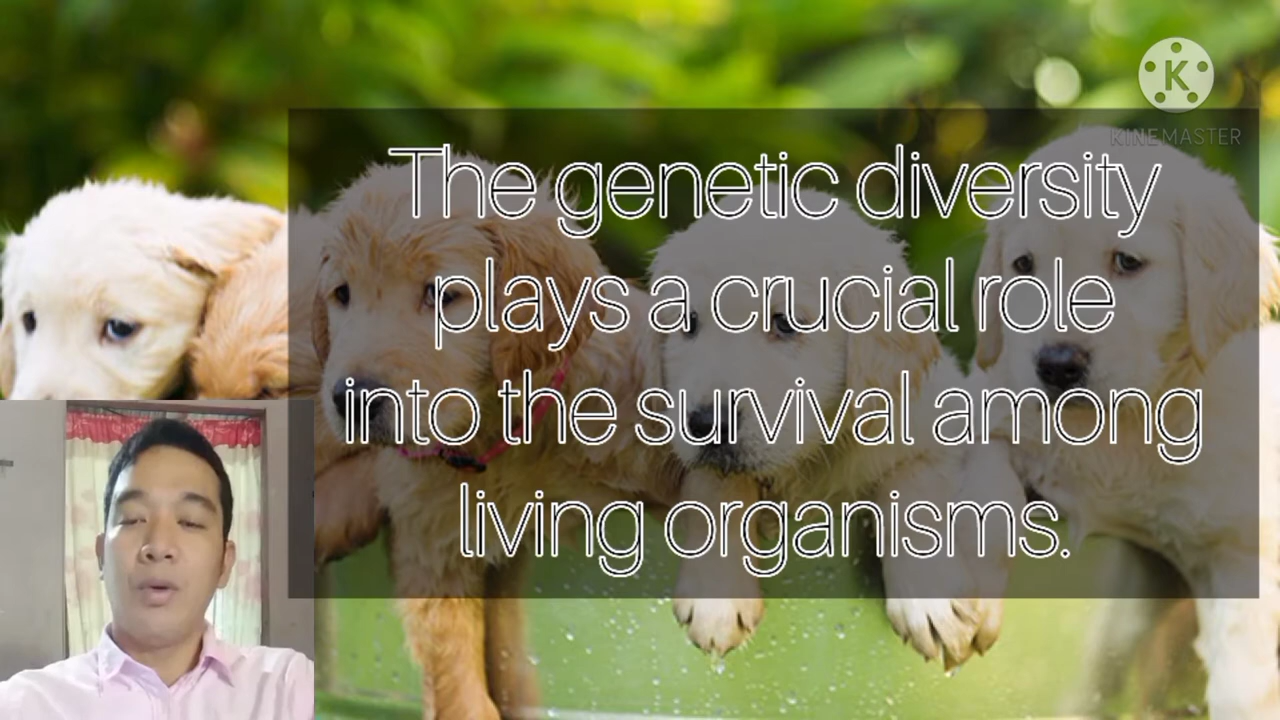 K
KINEMASTER
The genetic diversity
plays a crucial role
into the survival among
living organisms.